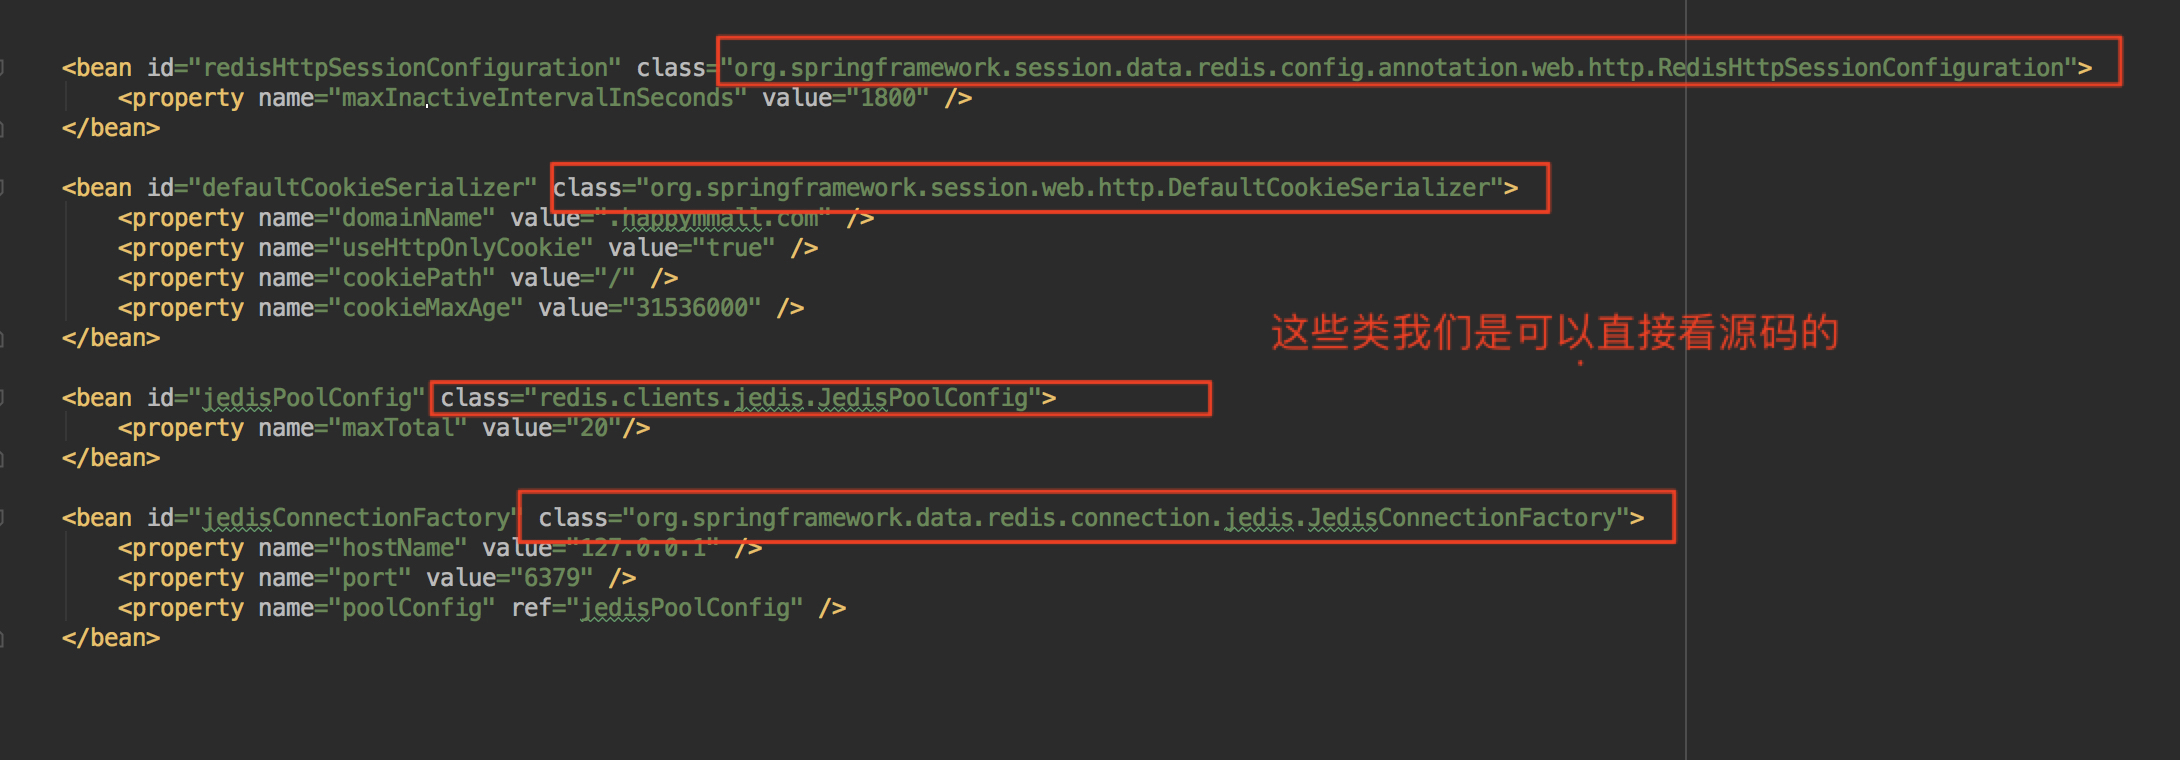 <bean id="redisHttpSessionConfiguration" class="org.springframework.session.data.redis.config.annotation.web.http.RedisHttpSessionConfiguration">
<property name="maxInactiveIntervalInSeconds" value="1800" />
</bean>
<bean id="defaultCookieSerializer" class="org.springframework.session.web.http.DefaultCookieSerializer">
<property name="domainName" value=".happymmall.com" />
<property name="useHttpOnlyCookie" value="true" />
<property name="cookiePath" value="/" />
<property name="cookieMaxAge" value="31536000" />
</bean>
这些类我们是可以直接看源码的
<bean id="jedisPoolConfig" class="redis.clients.jedis.JedisPoolConfig">
<property name="maxTotal" value="20"/>
</bean>
<bean id="jedisConnectionFactory" class="org.springframework.data.redis.connection.jedis.JedisConnectionFactory">
<property name="hostName" value="127.0.0.1" />
<property name="port" value="6379" />
<property name="poolConfig" ref="jedisPoolConfig" />
</bean>